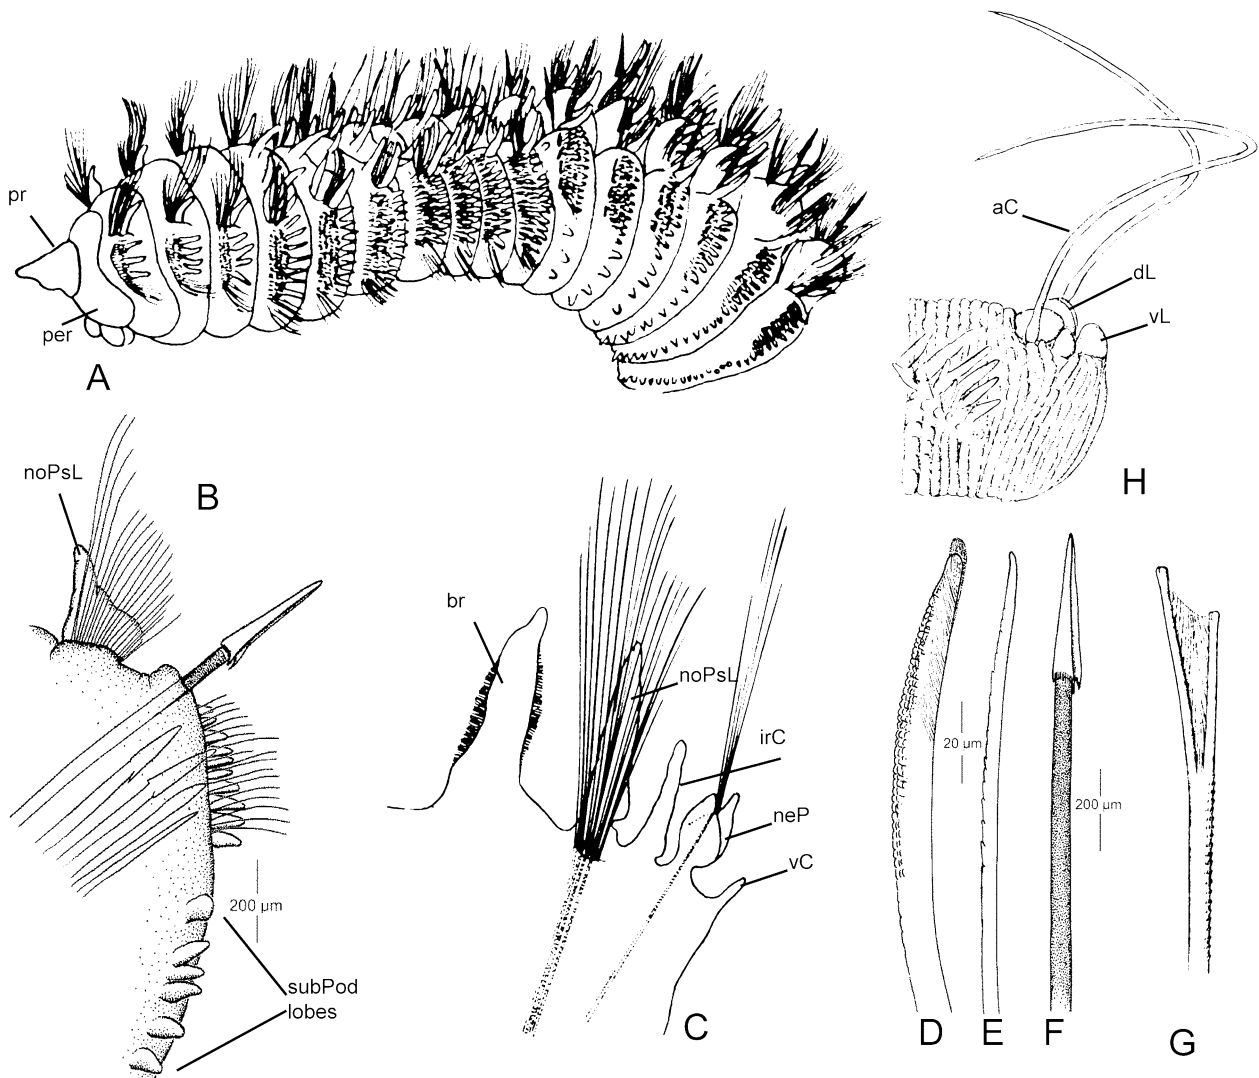 pr
per
A
noPsL
B
200 µm
subPod
lobes
br
noPsL
irC
neP
vC
C
aC
dL
vL
H
20 µm
200 µm
D
E
F
G